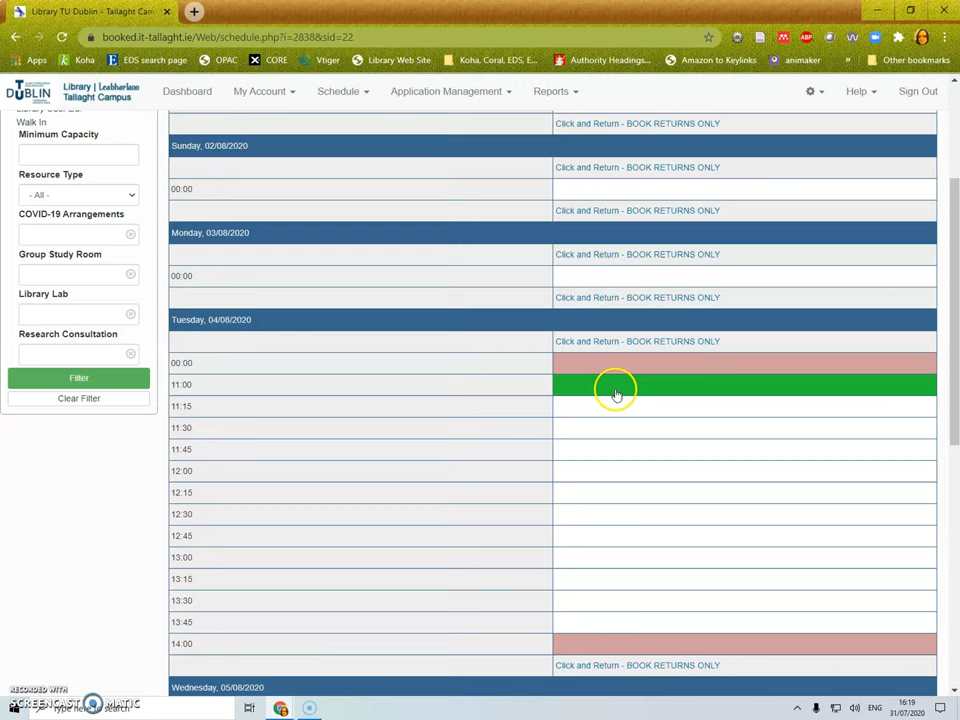 Library TU Dublin - Tallaght Cam
booked.it-tallaght.ie/Web/schedule.php?i=2838&sid=22
Apps Koha EDS search page OPAC CORE Vtiger Library Web Site Koha, Coral, EDS, E... Authority Headings... Amazon to Keylinks animaker » Other bookmarks
DUBLIN Library | Leabharlann Tallaght Campus
Dashboard My Account Schedule Application Management Reports Help Sign Out
Walk In
Minimum Capacity
Resource Type
- All -
COVID-19 Arrangements
Group Study Room
Library Lab
Research Consultation
Filter
Clear Filter
Click and Return - BOOK RETURNS ONLY
Sunday, 02/08/2020
Click and Return - BOOK RETURNS ONLY
00:00
Click and Return - BOOK RETURNS ONLY
Monday, 03/08/2020
Click and Return - BOOK RETURNS ONLY
00:00
Click and Return - BOOK RETURNS ONLY
Tuesday, 04/08/2020
Click and Return - BOOK RETURNS ONLY
00:00
11:00
11:15
11:30
11:45
12:00
12:15
12:30
12:45
13:00
13:15
13:30
13:45
14:00
Click and Return - BOOK RETURNS ONLY
Wednesday, 05/08/2020
RECORDED WITH
SCREENCAST MATIC
Type here to search
ENG
16:19
31/07/2020